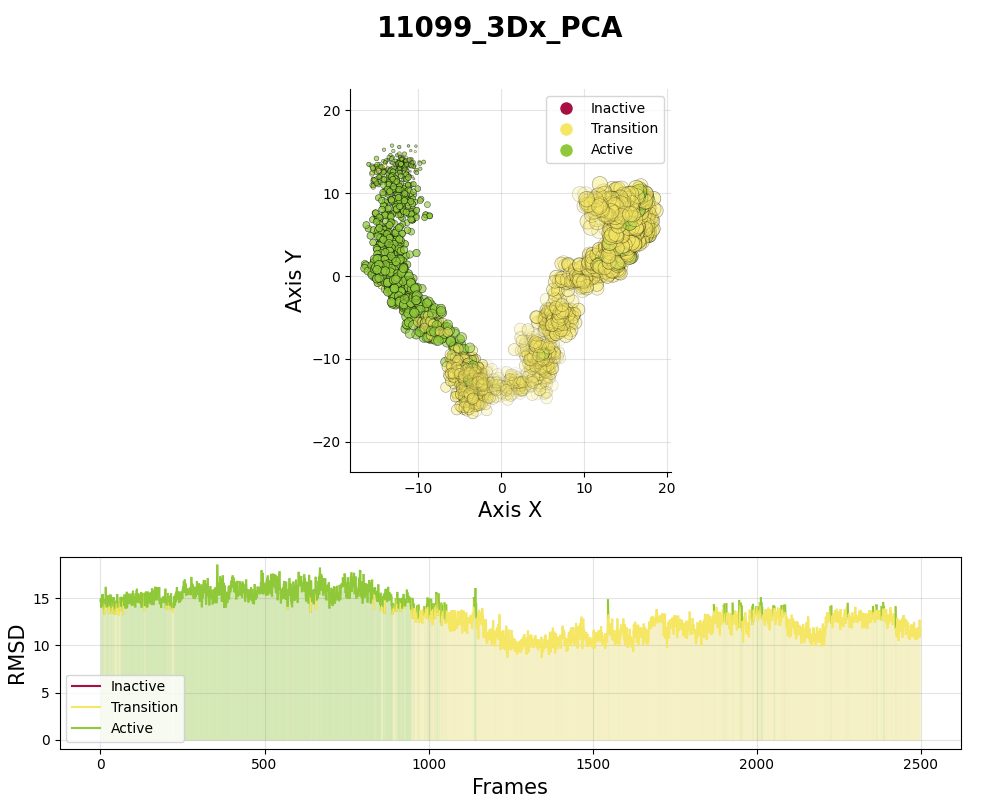 11099_3Dx_PCA
20
10
0
−10
−20
Axis Y
Inactive
Transition
Active
−10
0
10
20
Axis X
15
10
5
0
RMSD
Inactive
Transition
Active
0
500
1000
1500
2000
2500
Frames